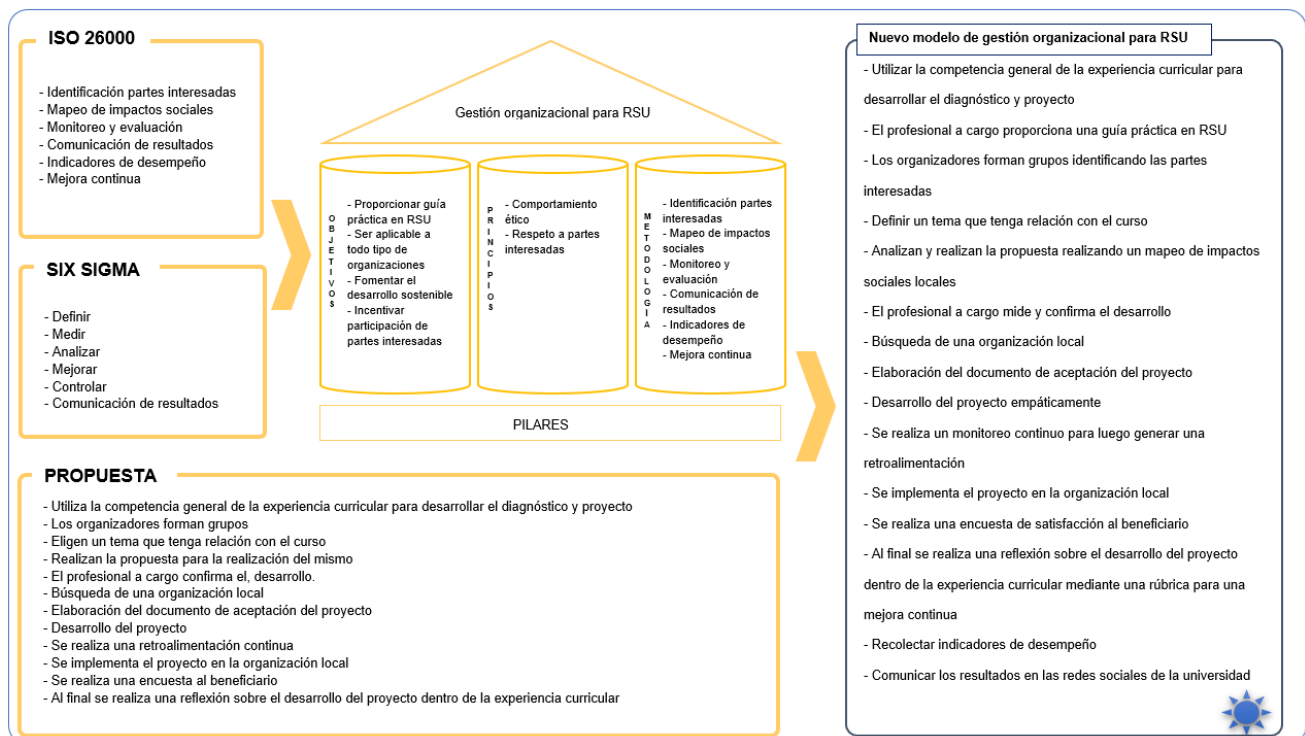 ISO 26000
- Identificación partes interesadas
- Mapeo de impactos sociales
- Monitoreo y evaluación
- Comunicación de resultados
- Indicadores de desempeño
- Mejora continua
SIX SIGMA
- Definir
- Medir
- Analizar
- Mejorar
- Controlar
- Comunicación de resultados
Gestión organizacional para RSU
OBJETIVOS
- Proporcionar guía
práctica en RSU
- Ser aplicable a
todo tipo de
organizaciones
- Fomentar el
desarrollo sostenible
- Incentivar
participación de
partes interesadas
PRINCIPIOS
- Comportamiento
ético
- Respeto a partes
interesadas
METODOLOGÍA
- Identificación partes
interesadas
- Mapeo de impactos
sociales
- Monitoreo y
evaluación
- Comunicación de
resultados
- Indicadores de
desempeño
- Mejora continua
PILARES
PROPUESTA
- Utiliza la competencia general de la experiencia curricular para desarrollar el diagnóstico y proyecto
- Los organizadores forman grupos
- Eligen un tema que tenga relación con el curso
- Realizan la propuesta para la realización del mismo
- El profesional a cargo confirma el, desarrollo.
- Búsqueda de una organización local
- Elaboración del documento de aceptación del proyecto
- Desarrollo del proyecto
- Se realiza una retroalimentación continua
- Se implementa el proyecto en la organización local
- Se realiza una encuesta al beneficiario
- Al final se realiza una reflexión sobre el desarrollo del proyecto dentro de la experiencia curricular
Nuevo modelo de gestión organizacional para RSU
- Utilizar la competencia general de la experiencia curricular para
desarrollar el diagnóstico y proyecto
- El profesional a cargo proporciona una guía práctica en RSU
- Los organizadores forman grupos identificando las partes
interesadas
- Definir un tema que tenga relación con el curso
- Analizan y realizan la propuesta realizando un mapeo de impactos
sociales locales
- El profesional a cargo mide y confirma el desarrollo
- Búsqueda de una organización local
- Elaboración del documento de aceptación del proyecto
- Desarrollo del proyecto empáticamente
- Se realiza un monitoreo continuo para luego generar una
retroalimentación
- Se implementa el proyecto en la organización local
- Se realiza una encuesta de satisfacción al beneficiario
- Al final se realiza una reflexión sobre el desarrollo del proyecto
dentro de la experiencia curricular mediante una rúbrica para una
mejora continua
- Recolectar indicadores de desempeño
- Comunicar los resultados en las redes sociales de la universidad